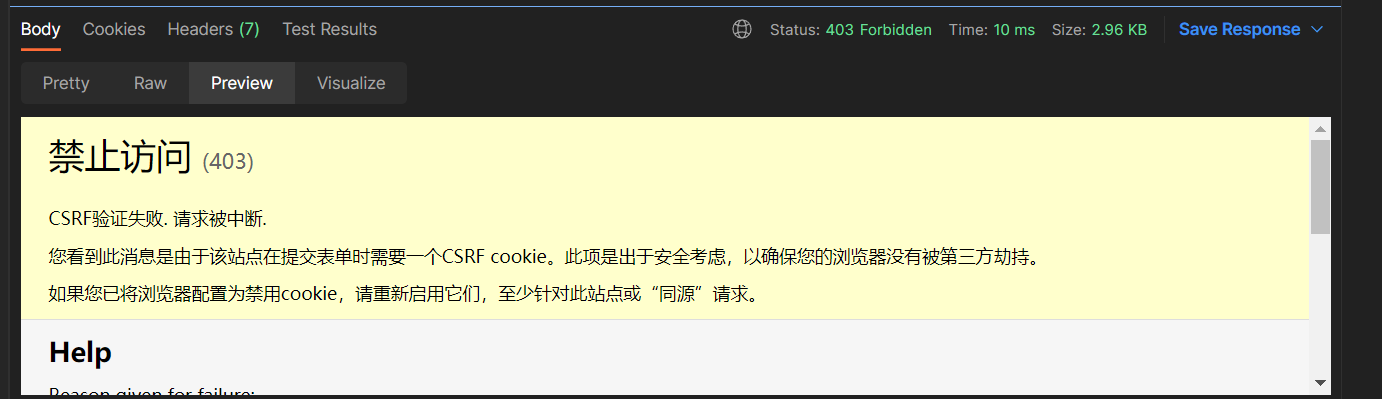 Body Cookies Headers (7) Test Results Status: 403 Forbidden Time: 10 ms Size: 2.96 KB Save Response
Pretty Raw Preview Visualize
禁止访问 (403)
CSRF验证失败. 请求被中断.
您看到此消息是由于该站点在提交表单时需要一个CSRF cookie。此项是出于安全考虑，以确保您的浏览器没有被第三方劫持。
如果您已将浏览器配置为禁用cookie，请重新启用它们，至少针对此站点或“同源”请求。
Help
Reason given for failure: